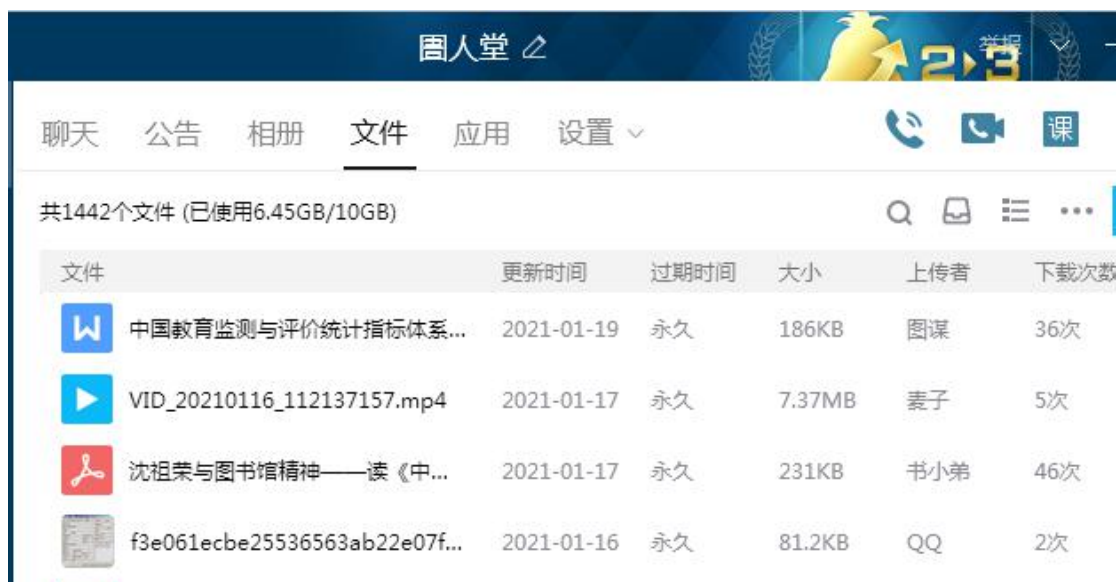 圕人堂
2 3 举报
聊天 公告 相册 文件 应用 设置 课
共1442个文件 (已使用6.45GB/10GB)
文件 更新时间 过期时间 大小 上传者 下载次数
中国教育监测与评价统计指标体系... 2021-01-19 永久 186KB 图谋 36次
VID_20210116_112137157.mp4 2021-01-17 永久 7.37MB 麦子 5次
沈祖荣与图书馆精神——读《中... 2021-01-17 永久 231KB 书小弟 46次
f3e061ecbe25536563ab22e07f... 2021-01-16 永久 81.2KB QQ 2次